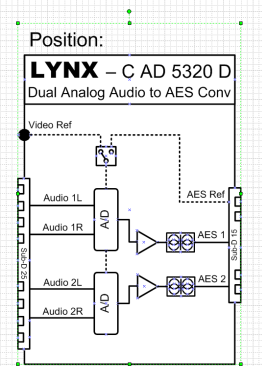 Position:
LYNX – C AD 5320 D
Dual Analog Audio to AES Conv
Video Ref
AES Ref
Audio 1L
Audio 1R
A/D
AES 1
Sub-D 25
Sub-D 15
Audio 2L
AES 2
Audio 2R
A/D